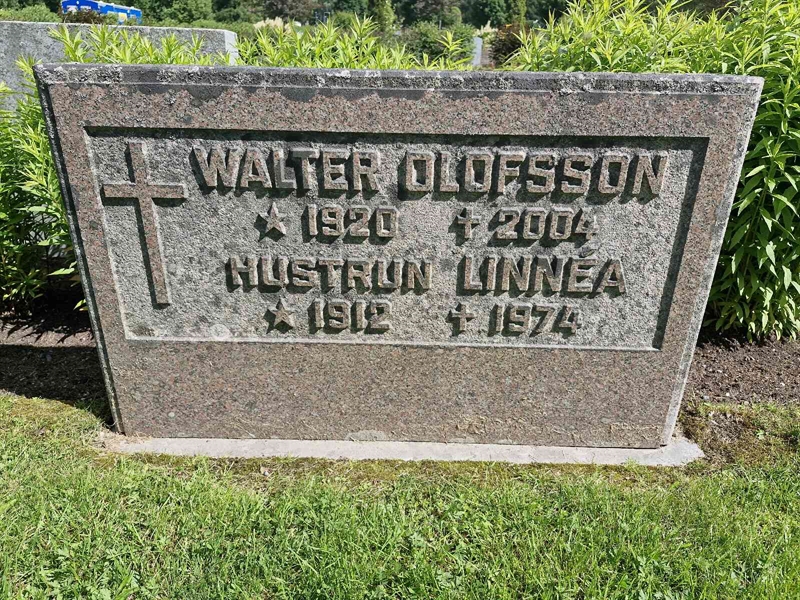 WALTER OLOFSSON
★ 1920 ✝ 2004
HUSTRUN LINNÉA
★ 1912 ✝ 1974